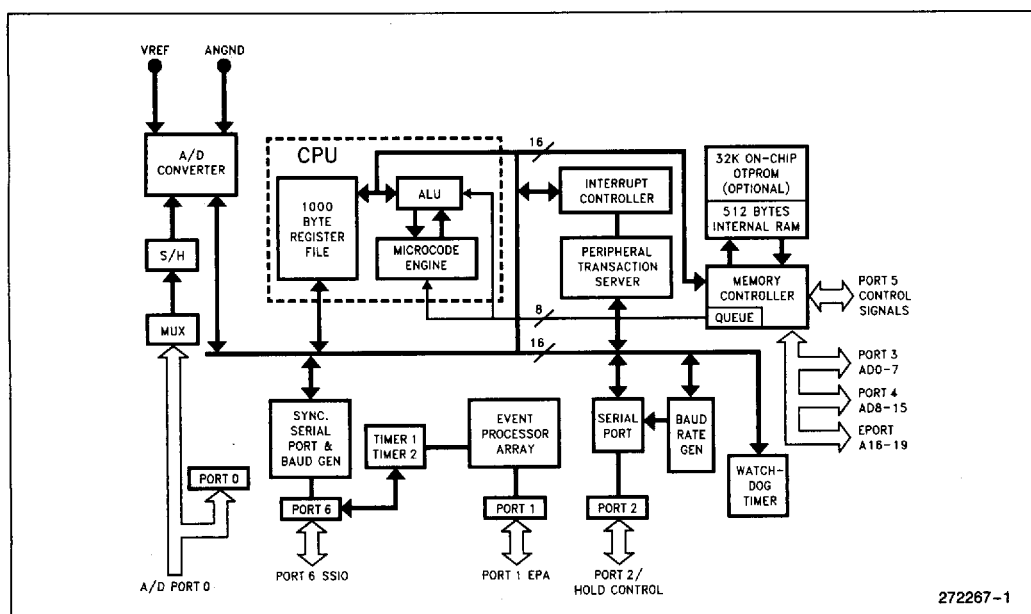 VREF
ANGND
A/D
CONVERTER
S/H
MUX
PORT 0
A/D PORT 0
CPU
1000
BYTE
REGISTER
FILE
ALU
MICROCODE
ENGINE
16
INTERRUPT
CONTROLLER
PERIPHERAL
TRANSACTION
SERVER
32K ON-CHIP
OTPROM
(OPTIONAL)
512 BYTES
INTERNAL RAM
MEMORY
CONTROLLER
QUEUE
PORT 5
CONTROL
SIGNALS
8
16
PORT 3
AD0-7
PORT 4
AD8-15
EPORT
A16-19
SYNC.
SERIAL
PORT &
BAUD GEN
TIMER 1
TIMER 2
EVENT
PROCESSOR
ARRAY
SERIAL
PORT
BAUD
RATE
GEN
WATCH-
DOG
TIMER
PORT 6
PORT 1
PORT 2
PORT 6 SSIO
PORT 1 EPA
PORT 2/
HOLD CONTROL
272267-1